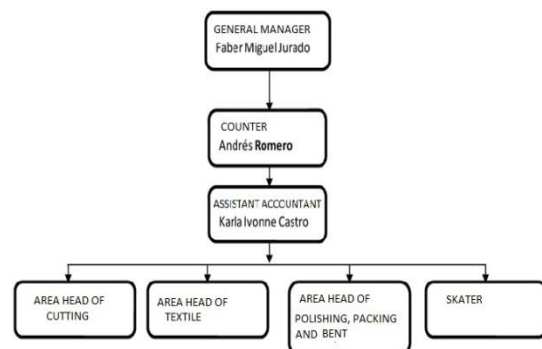 GENERAL MANAGER
Faber Miguel Jurado
COUNTER
Andrés Romero
ASSISTANT ACCOUNTANT
Karla Ivonne Castro
AREA HEAD OF
CUTTING
AREA HEAD OF
TEXTILE
AREA HEAD OF
POLISHING, PACKING
AND BENT
SKATER